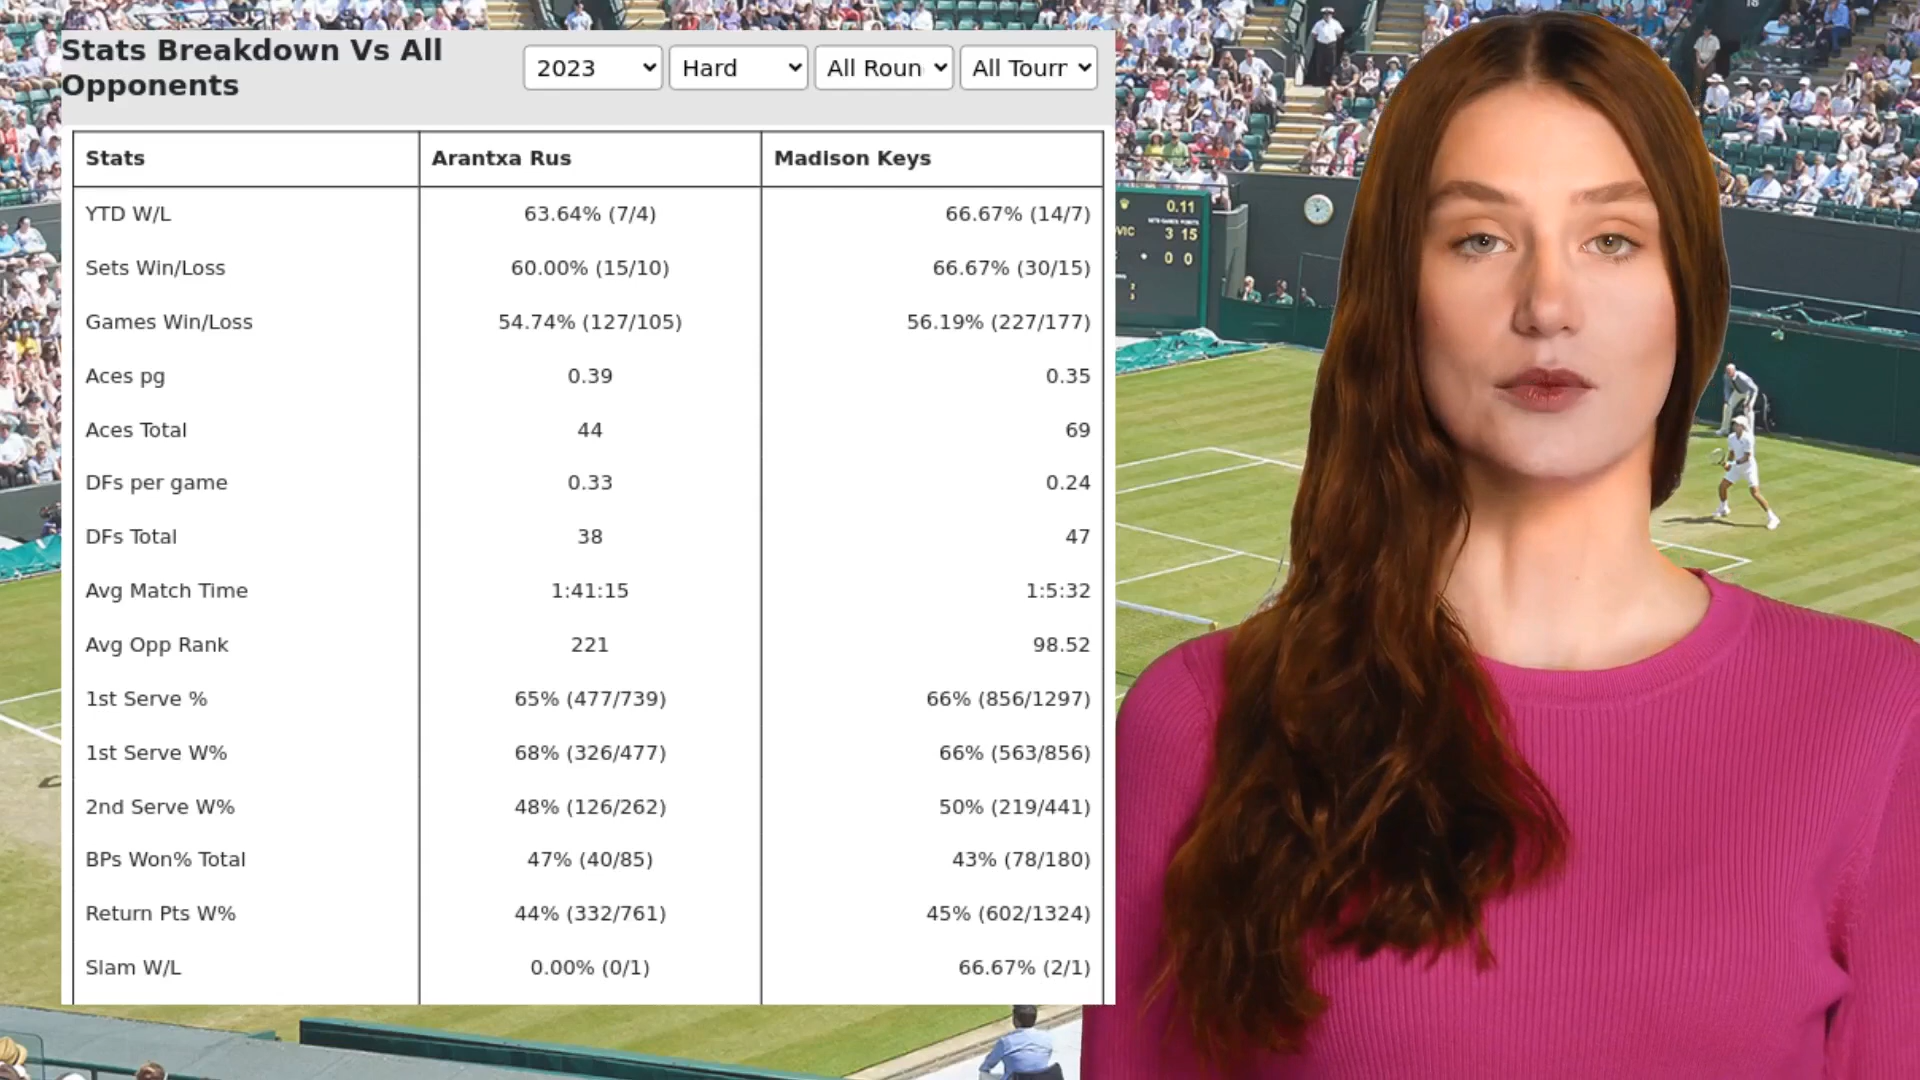 Stats Breakdown Vs All
Opponents
2023 Hard All Roun All Tourr
Stats Arantxa Rus Madison Keys
YTD W/L 63.64% (7/4) 66.67% (14/7)
Sets Win/Loss 60.00% (15/10) 66.67% (30/15)
Games Win/Loss 54.74% (127/105) 56.19% (227/177)
Aces pg 0.39 0.35
Aces Total 44 69
DFs per game 0.33 0.24
DFs Total 38 47
Avg Match Time 1:41:15 1:5:32
Avg Opp Rank 221 98.52
1st Serve % 65% (477/739) 66% (856/1297)
1st Serve W% 68% (326/477) 66% (563/856)
2nd Serve W% 48% (126/262) 50% (219/441)
BPs Won% Total 47% (40/85) 43% (78/180)
Return Pts W% 44% (332/761) 45% (602/1324)
Slam W/L 0.00% (0/1) 66.67% (2/1)
18
0.11
VIC 3 15
0 0